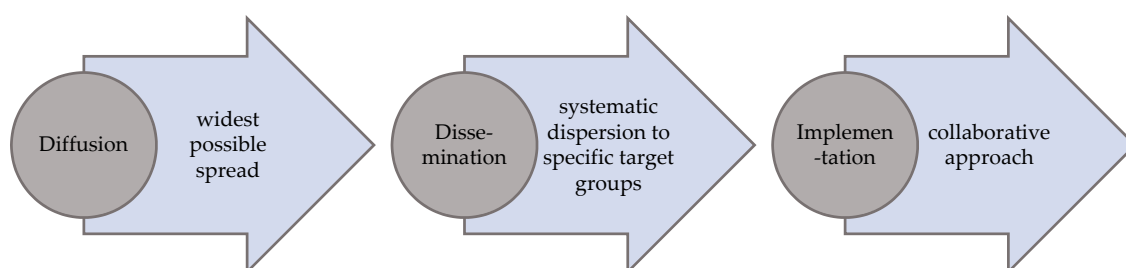 Diffusion
widest
possible
spread
Disse-
mination
systematic
dispersion to
specific target
groups
Implemen
-tation
collaborative
approach